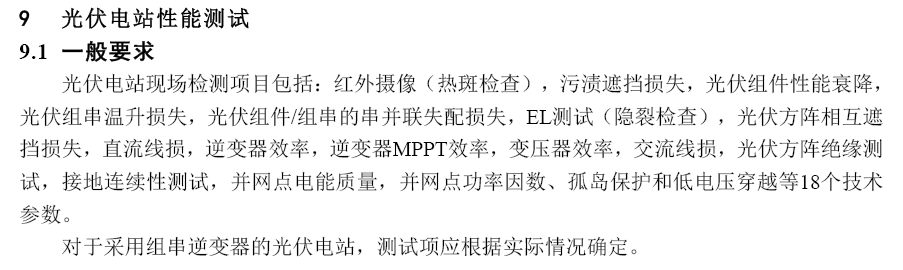 9 光伏电站性能测试
9.1 一般要求
光伏电站现场检测项目包括：红外摄像（热斑检查），污渍遮挡损失，光伏组件性能衰降，
光伏组串温升损失，光伏组件/组串的串并联失配损失，EL测试（隐裂检查），光伏方阵相互遮
挡损失，直流线损，逆变器效率，逆变器MPPT效率，变压器效率，交流线损，光伏方阵绝缘测
试，接地连续性测试，并网点电能质量，并网点功率因数、孤岛保护和低电压穿越等18个技术
参数。
对于采用组串逆变器的光伏电站，测试项应根据实际情况确定。